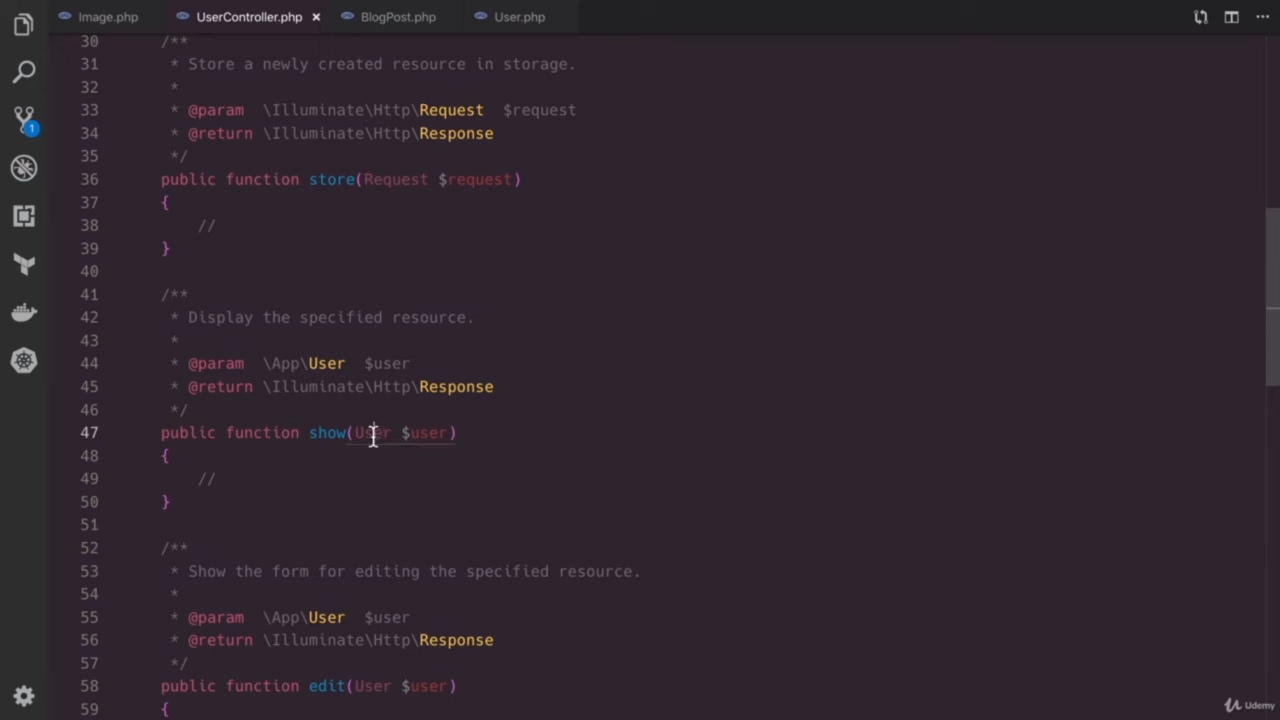 Image.php UserController.php × BlogPost.php User.php
30 /**
31 * Store a newly created resource in storage.
32 *
33 * @param \Illuminate\Http\Request $request
34 * @return \Illuminate\Http\Response
35 */
36 public function store(Request $request)
37 {
38 //
39 }
40
41 /**
42 * Display the specified resource.
43 *
44 * @param \App\User $user
45 * @return \Illuminate\Http\Response
46 */
47 public function show(User $user)
48 {
49 //
50 }
51
52 /**
53 * Show the form for editing the specified resource.
54 *
55 * @param \App\User $user
56 * @return \Illuminate\Http\Response
57 */
58 public function edit(User $user)
59 {
1
Udemy